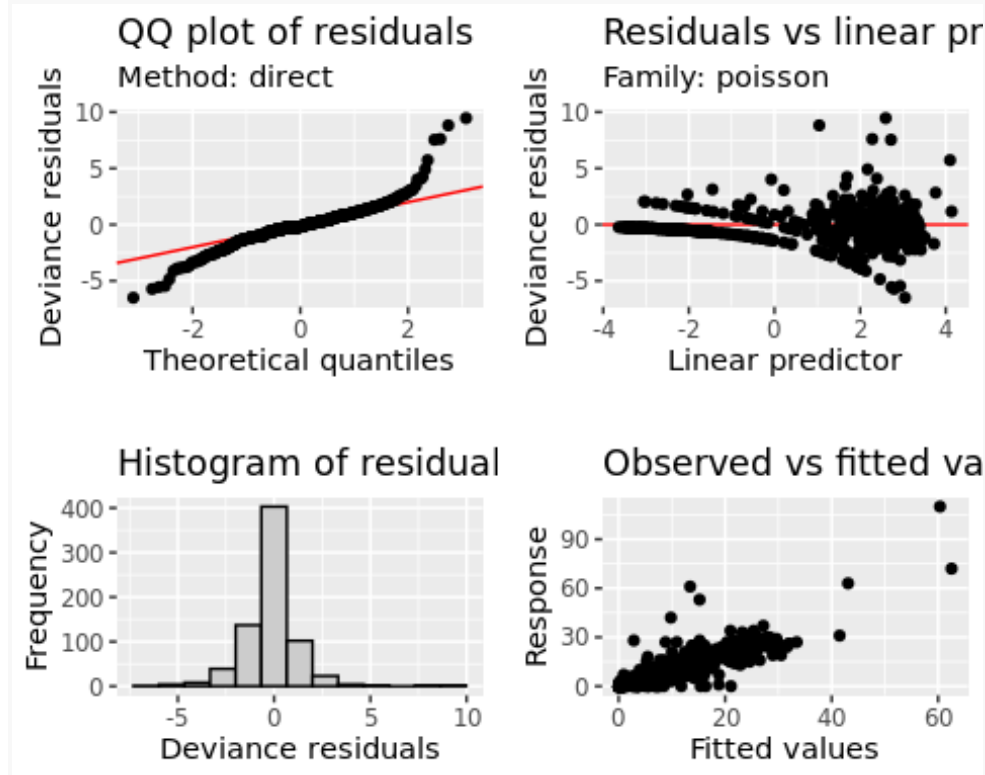 QQ plot of residuals
Method: direct
Deviance residuals
10
5
0
-5
-2
0
2
Theoretical quantiles
Residuals vs linear pr
Family: poisson
Deviance residuals
10
5
0
-5
-4
-2
0
2
4
Linear predictor
Histogram of residual
Frequency
400
300
200
100
0
-5
0
5
10
Deviance residuals
Observed vs fitted va
Response
90
60
30
0
0
20
40
60
Fitted values